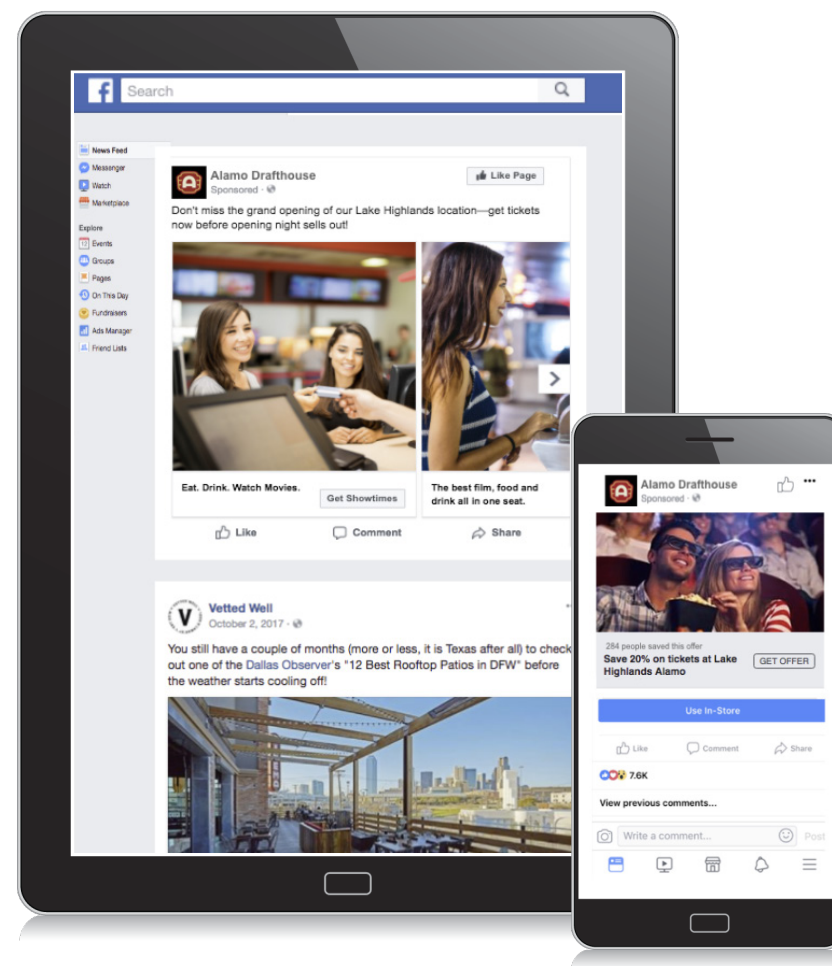 Search
News Feed
Messenger
Watch
Marketplace
Explore
Events
Groups
Pages
On This Day
Fundraisers
Ads Manager
Friend Lists
Alamo Drafthouse
Sponsored ·
Like Page
Don't miss the grand opening of our Lake Highlands location—get tickets
now before opening night sells out!
Eat. Drink. Watch Movies.
Get Showtimes
The best film, food and
drink all in one seat.
Like
Comment
Share
V
Vetted Well
October 2, 2017 ·
You still have a couple of months (more or less, it is Texas after all) to check
out one of the Dallas Observer's "12 Best Rooftop Patios in DFW" before
the weather starts cooling off!
Alamo Drafthouse
Sponsored ·
284 people saved this offer
Save 20% on tickets at Lake
Highlands Alamo
GET OFFER
Use In-Store
Like
Comment
Share
7.6K
View previous comments...
Write a comment...
Post